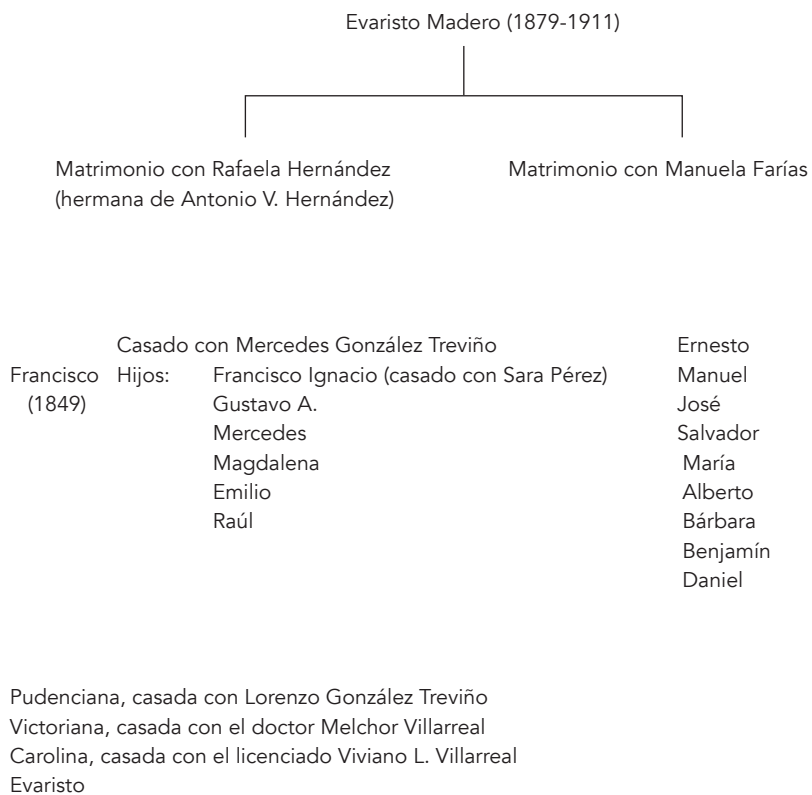 Evaristo Madero (1879-1911)
Matrimonio con Rafaela Hernández
(hermana de Antonio V. Hernández)
Matrimonio con Manuela Farías
Casado con Mercedes González Treviño
Francisco
(1849)
Hijos: Francisco Ignacio (casado con Sara Pérez)
Gustavo A.
Mercedes
Magdalena
Emilio
Raúl
Ernesto
Manuel
José
Salvador
María
Alberto
Bárbara
Benjamín
Daniel
Pudenciana, casada con Lorenzo González Treviño
Victoriana, casada con el doctor Melchor Villarreal
Carolina, casada con el licenciado Viviano L. Villarreal
Evaristo